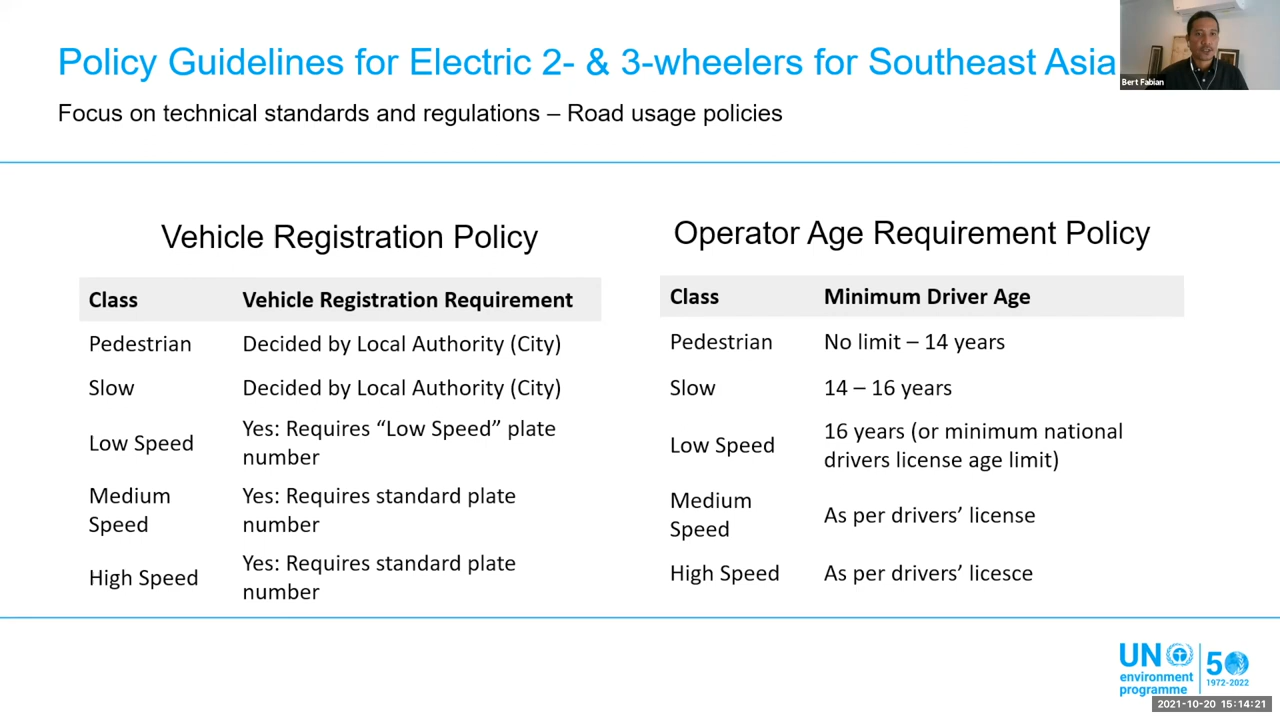 Policy Guidelines for Electric 2- & 3-wheelers for Southeast Asia
Bert Fabian
Focus on technical standards and regulations – Road usage policies
Vehicle Registration Policy
Class Vehicle Registration Requirement
Pedestrian Decided by Local Authority (City)
Slow Decided by Local Authority (City)
Low Speed Yes: Requires “Low Speed” plate
number
Medium
Speed Yes: Requires standard plate
number
High Speed Yes: Requires standard plate
number
Operator Age Requirement Policy
Class Minimum Driver Age
Pedestrian No limit – 14 years
Slow 14 – 16 years
Low Speed 16 years (or minimum national
drivers license age limit)
Medium
Speed As per drivers’ license
High Speed As per drivers’ licesce
UN
environment
programme
50
1972-2022
2021-10-20 15:14:21